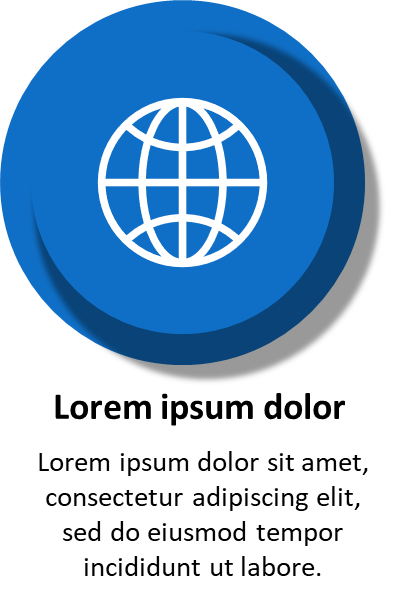 Lorem ipsum dolor
Lorem ipsum dolor sit amet,
consectetur adipiscing elit,
sed do eiusmod tempor
incididunt ut labore.